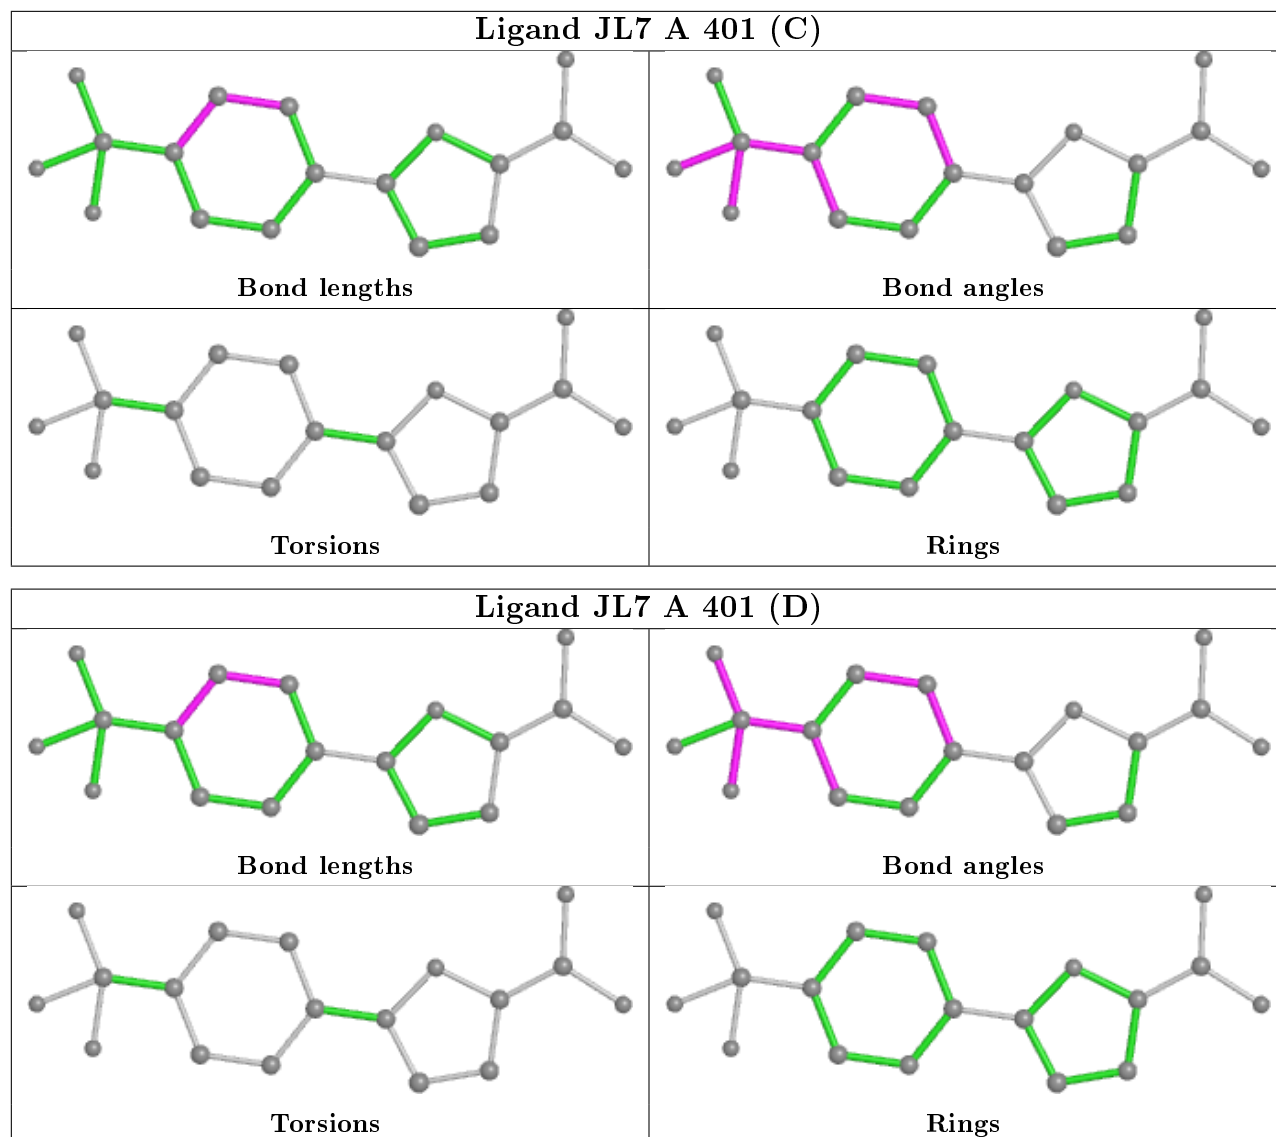 Ligand JL7 A 401 (C)
Bond lengths
Bond angles
Torsions
Rings
Ligand JL7 A 401 (D)
Bond lengths
Bond angles
Torsions
Rings